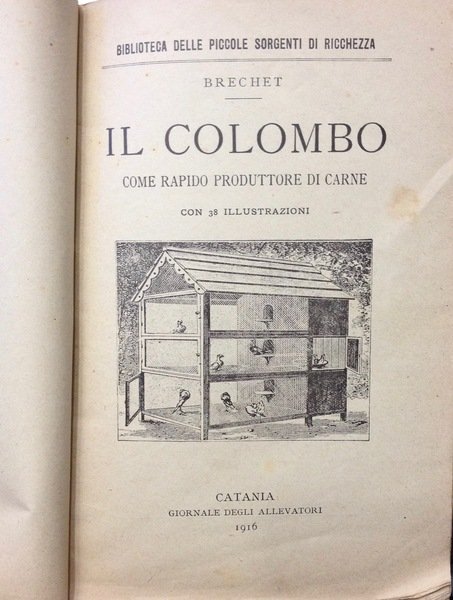 BIBLIOTECA DELLE PICCOLE SORGENTI DI RICCHEZZA
BRECHET
IL COLOMBO
COME RAPIDO PRODUTTORE DI CARNE
CON 38 ILLUSTRAZIONI
CATANIA
GIORNALE DEGLI ALLEVATORI
1916